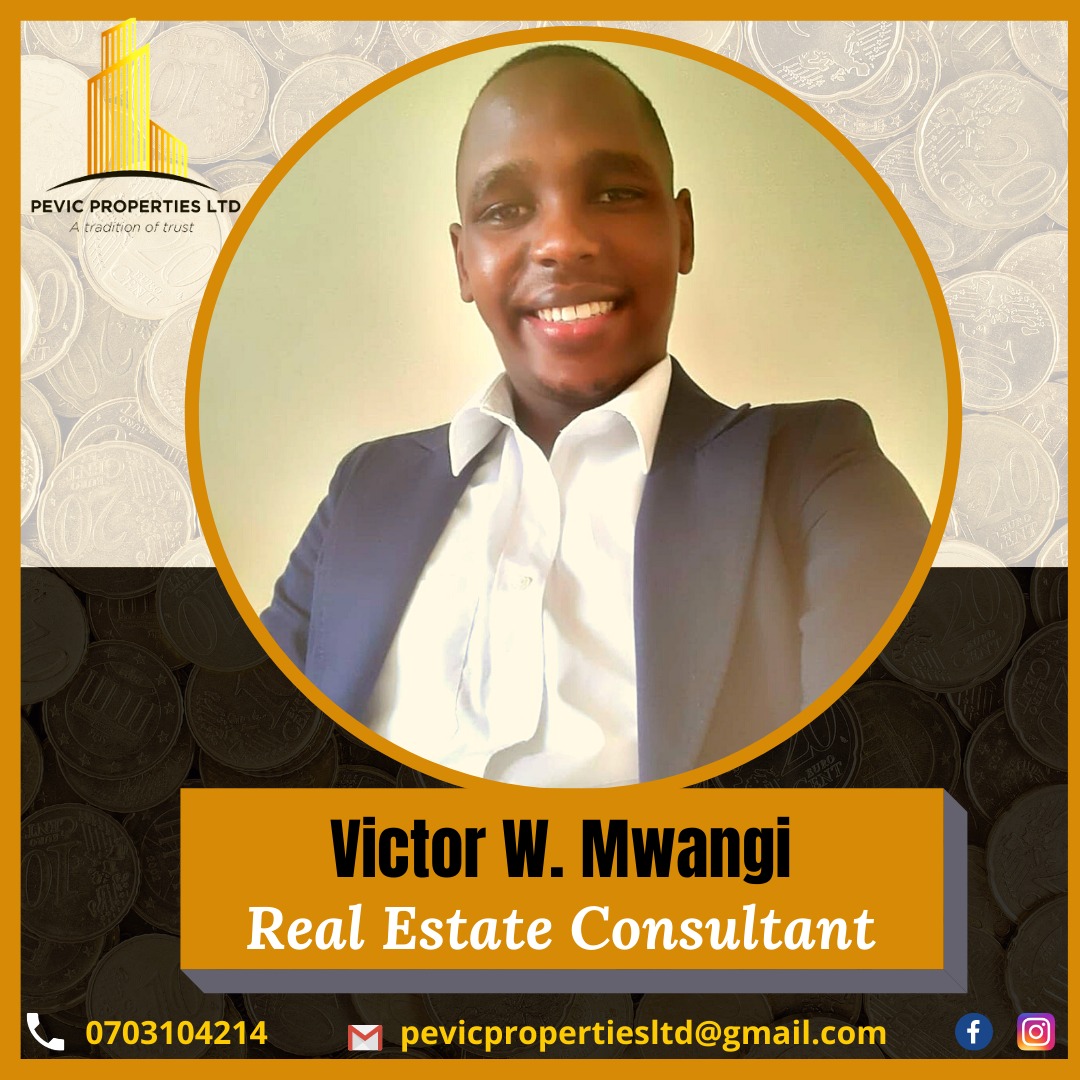 PEVIC PROPERTIES LTD
A tradition of trust
Victor W. Mwangi
Real Estate Consultant
0703104214
pevicpropertiesltd@gmail.com